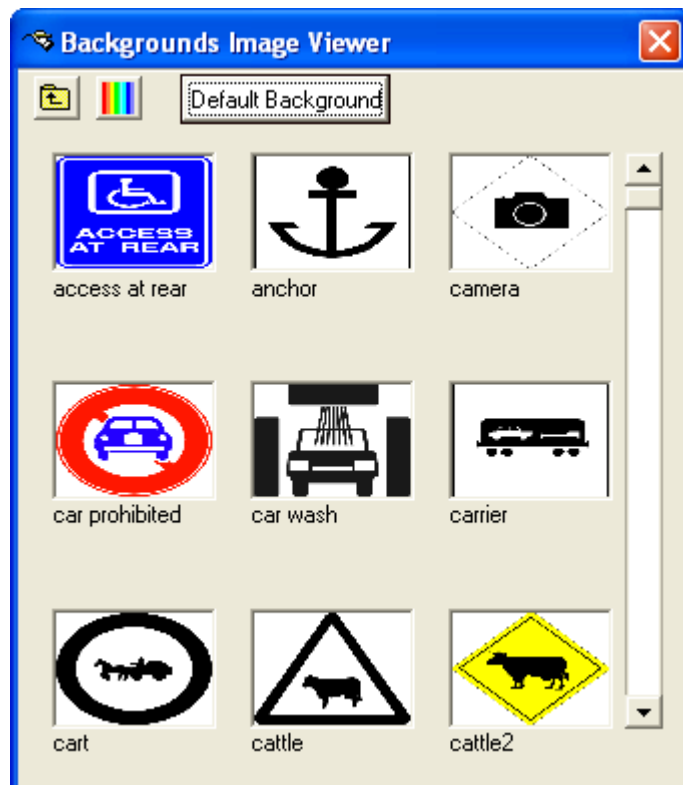 Backgrounds Image Viewer
Default Background
ACCESS
AT REAR
access at rear
anchor
camera
car prohibited
car wash
carrier
cart
cattle
cattle2